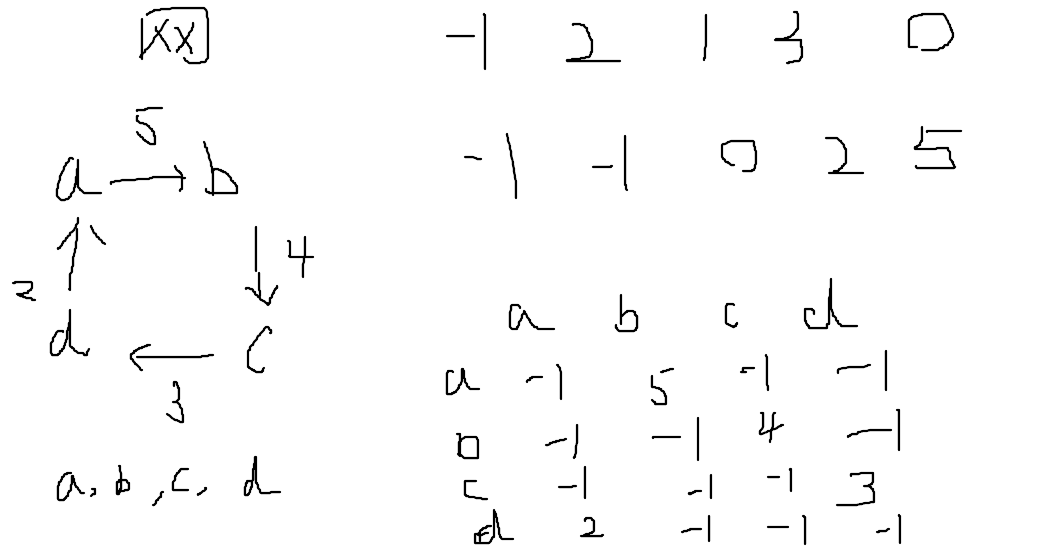 XX -1 2 1 3 0
5
-1 -1 0 2 5
a b
2 4
d c
3
a b c d
a -1 5 -1 -1
b -1 -1 4 -1
c -1 -1 -1 3
a, b, c, d
d 2 -1 -1 -1